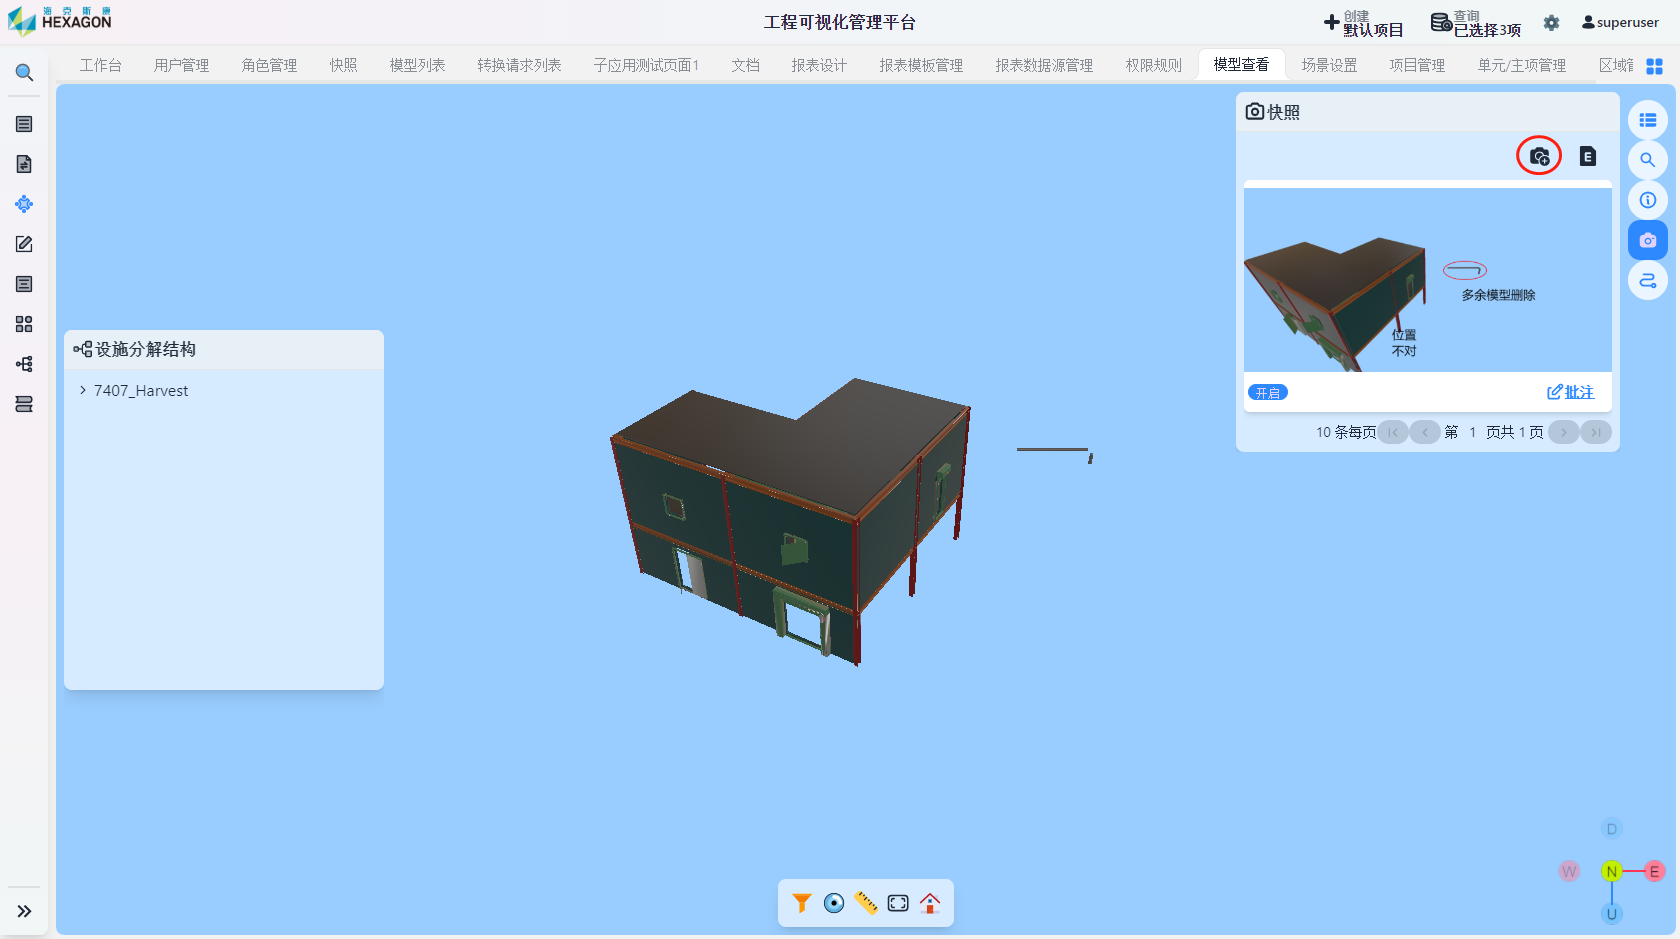 海克斯康
HEXAGON
工程可视化管理平台
创建
默认项目
查询
已选择3项
superuser
工作台
用户管理
角色管理
快照
模型列表
转换请求列表
子应用测试页面1
文档
报表设计
报表模板管理
报表数据源管理
权限规则
模型查看
场景设置
项目管理
单元/主项管理
区域管
快照
E
多余模型删除
位置
不对
开启
批注
10 条每页
第 1 页共 1 页
设施分解结构
7407_Harvest
D
W
N
E
U